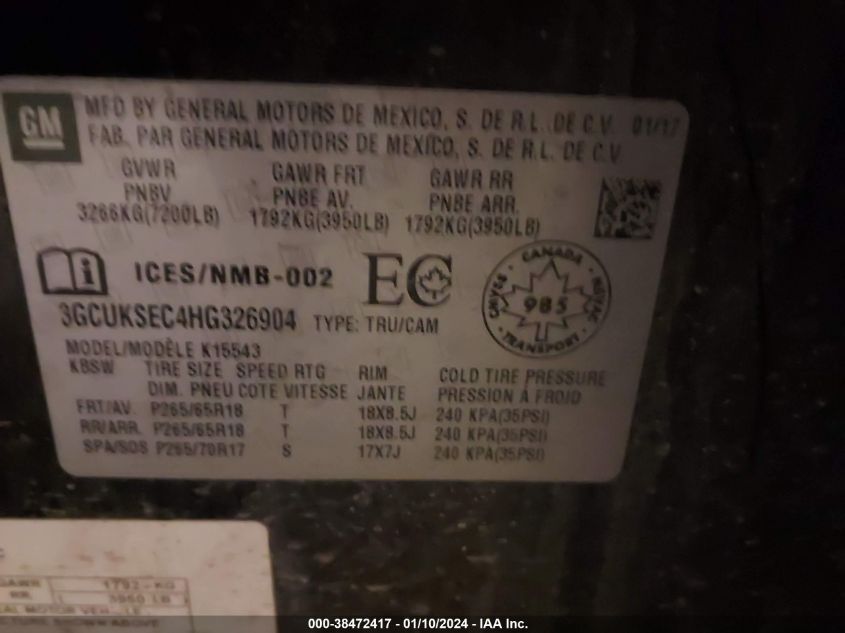 GM
MFD BY GENERAL MOTORS DE MEXICO, S. DE R.L. DE C.V. 01/17
FAB. PAR GENERAL MOTORS DE MEXICO, S. DE R.L. DE C.V
GVWR GAWR FRT GAWR RR
PNBV PNBE AV. PNBE ARR.
3266KG(7200LB) 1792KG(3950LB) 1792KG(3950LB)
i ICES/NMB-002 EC
CANADA
985
TRANSPORT
3GCUKSEC4HG326904 TYPE: TRU/CAM
MODEL/MODÈLE K15543
KBSW TIRE SIZE SPEED RTG RIM COLD TIRE PRESSURE
DIM. PNEU COTE VITESSE JANTE PRESSION À FROID
FRT/AV. P265/65R18 T 18X8.5J 240 KPA(35PSI)
RR/ARR. P265/65R18 T 18X8.5J 240 KPA(35PSI)
SPA/SOS P265/70R17 S 17X7J 240 KPA(35PSI)
GAWR 1792-KG
RR 3950 LB
MOTOR
SHOWN ABOVE
000-38472417 - 01/10/2024 - IAA Inc.